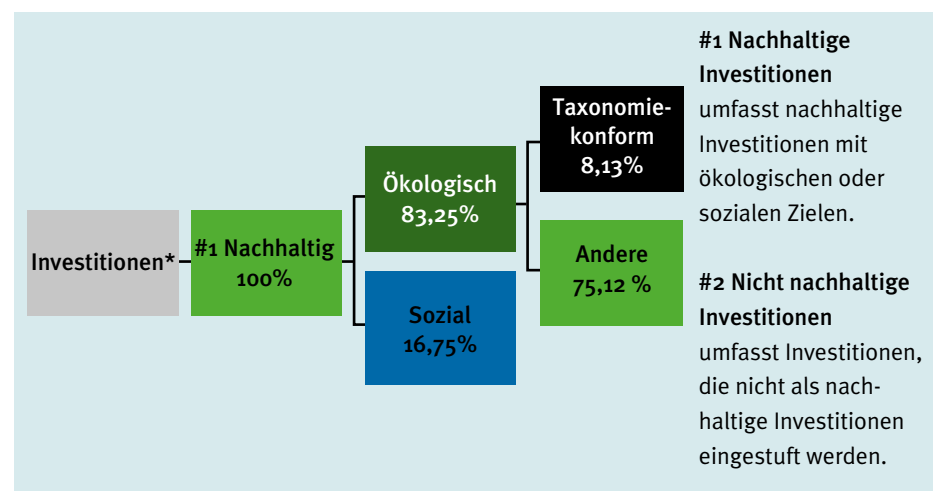 Investitionen*
#1 Nachhaltig
100%
Ökologisch
83,25%
Sozial
16,75%
Taxonomie-
konform
8,13%
Andere
75,12 %
#1 Nachhaltige
Investitionen
umfasst nachhaltige
Investitionen mit
ökologischen oder
sozialen Zielen.
#2 Nicht nachhaltige
Investitionen
umfasst Investitionen,
die nicht als nach-
haltige Investitionen
eingestuft werden.